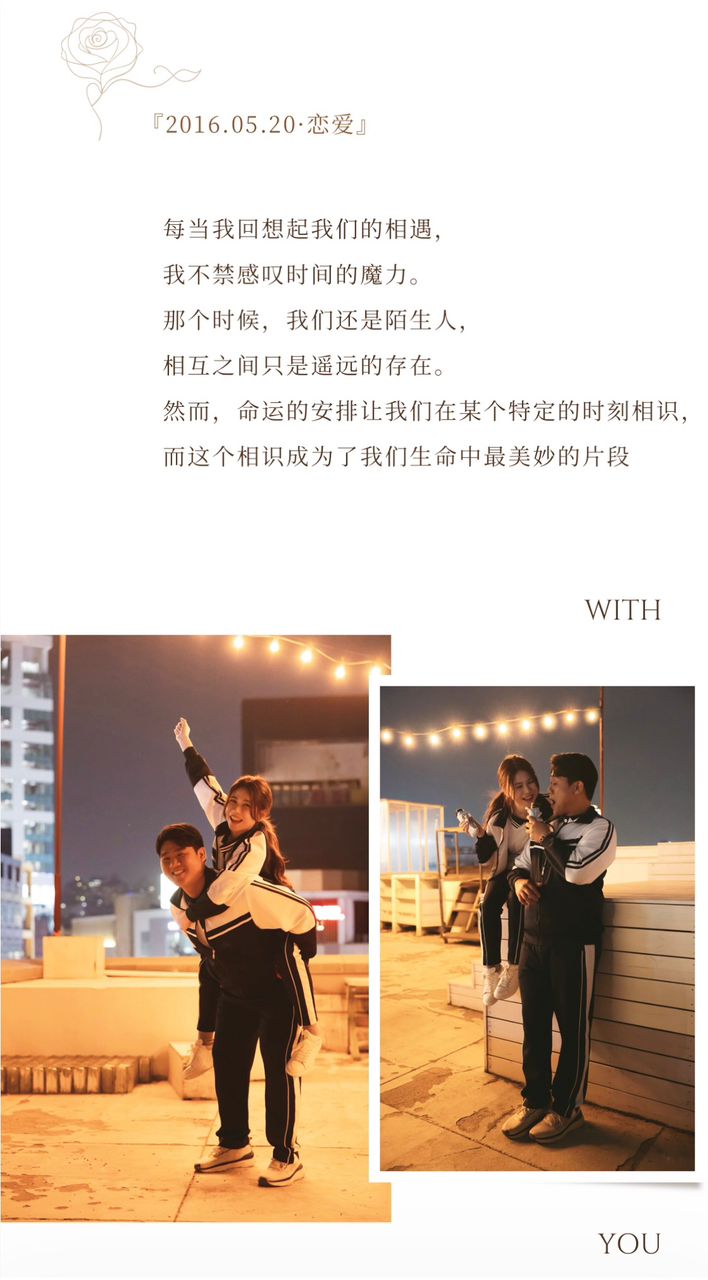 『2016.05.20·恋爱』
每当我回想起我们的相遇，
我不禁感叹时间的魔力。
那个时候，我们还是陌生人，
相互之间只是遥远的存在。
然而，命运的安排让我们在某个特定的时刻相识，
而这个相识成为了我们生命中最美妙的片段
WITH
YOU